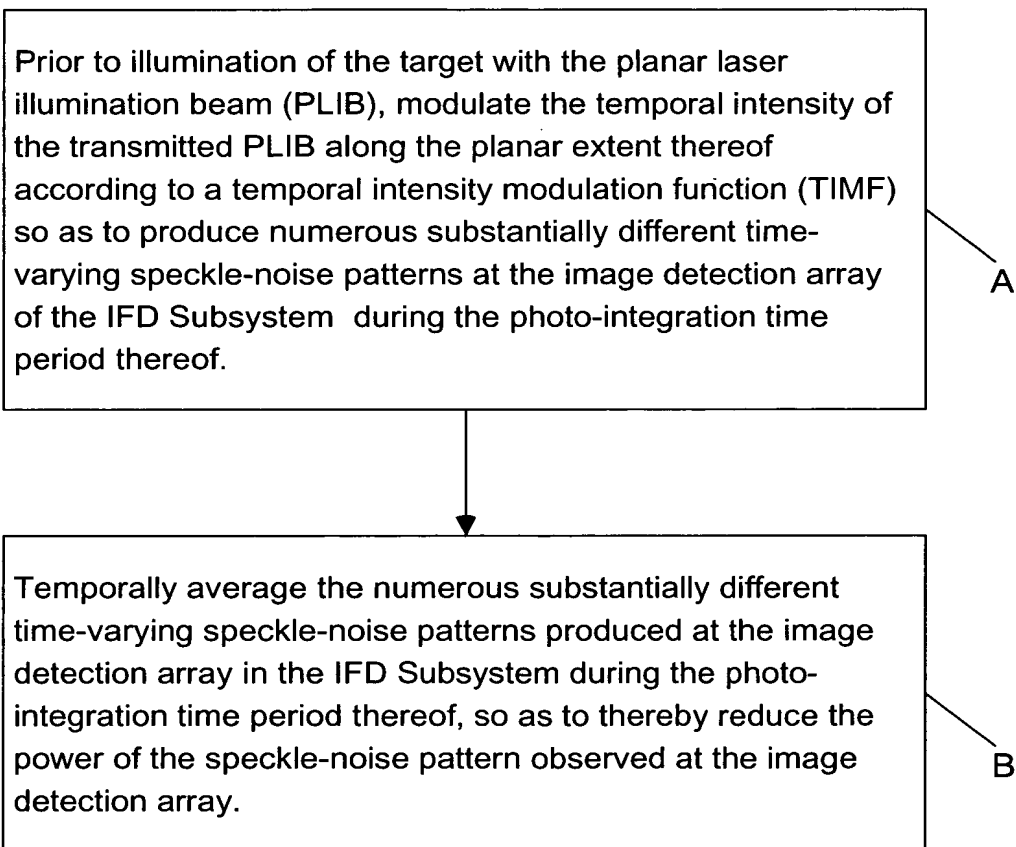 Prior to illumination of the target with the planar laser
illumination beam (PLIB), modulate the temporal intensity of
the transmitted PLIB along the planar extent thereof
according to a temporal intensity modulation function (TIMF)
so as to produce numerous substantially different time-
varying speckle-noise patterns at the image detection array
of the IFD Subsystem during the photo-integration time
period thereof.
A
Temporally average the numerous substantially different
time-varying speckle-noise patterns produced at the image
detection array in the IFD Subsystem during the photo-
integration time period thereof, so as to thereby reduce the
power of the speckle-noise pattern observed at the image
detection array.
B